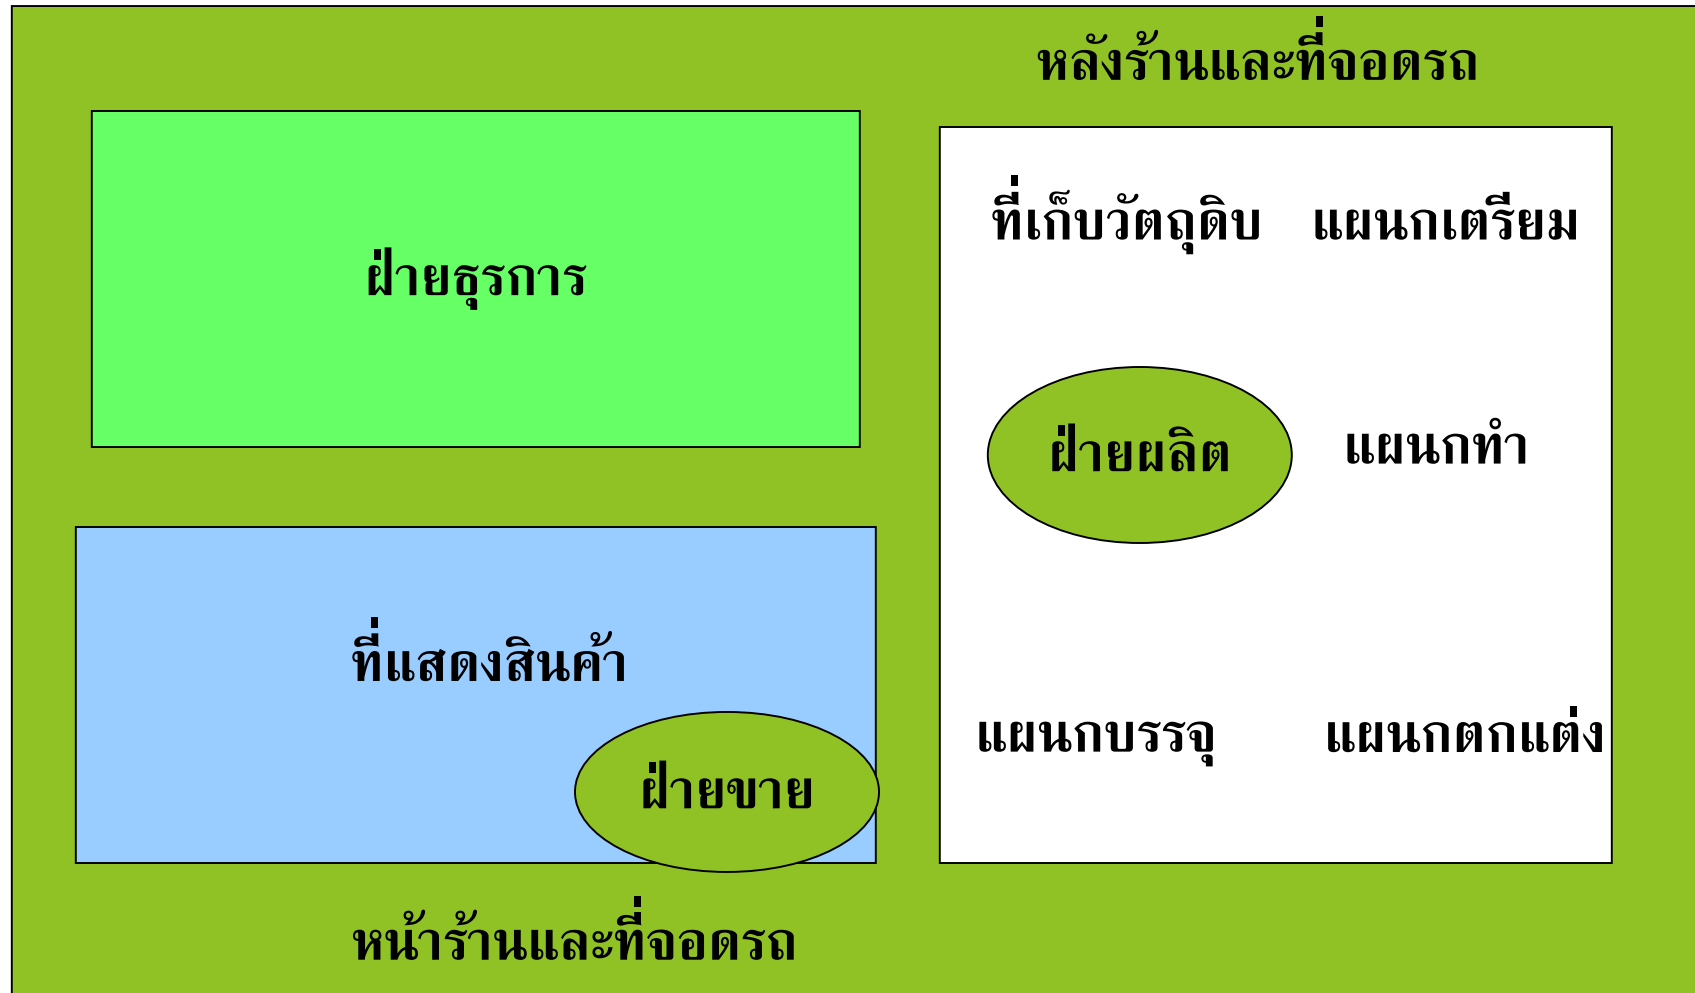 หลังร้านและที่จอดรถ
ฝ่ายธุรการ
ที่เก็บวัตถุดิบ แผนกเตรียม
ฝ่ายผลิต แผนกทำ
ที่แสดงสินค้า
แผนกบรรจุ แผนกตกแต่ง
ฝ่ายขาย
หน้าร้านและที่จอดรถ